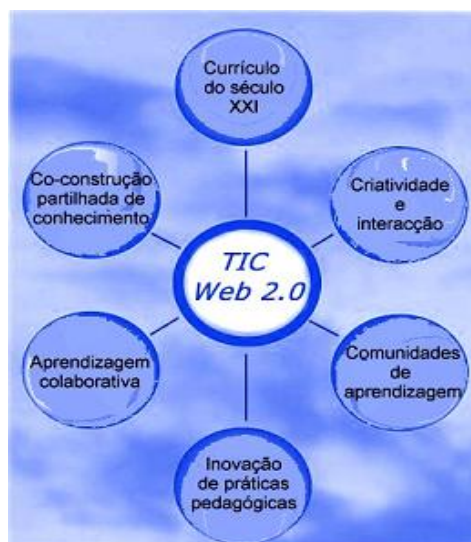 Currículo
do século
XXI
Co-construção
partilhada de
conhecimento
Criatividade
e
interacção
TIC
Web 2.0
Aprendizagem
colaborativa
Comunidades
de
aprendizagem
Inovação
de práticas
pedagógicas